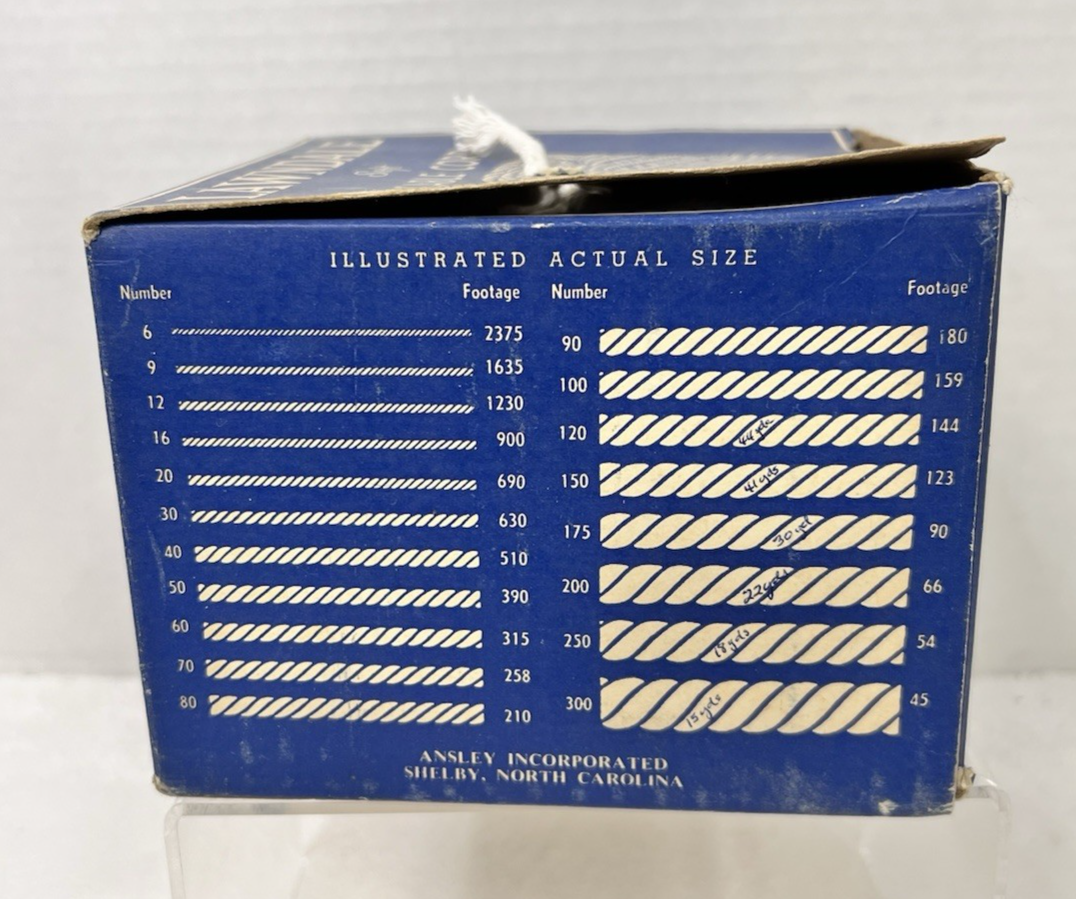 ILLUSTRATED ACTUAL SIZE
Number Footage
6 2375
9 1635
12 1230
16 900
20 690
30 630
40 510
50 390
60 315
70 258
80 210
Number Footage
90 180
100 159
120 44 yds 144
150 41 yds 123
175 30 yd 90
200 22 yds 66
250 18 yds 54
300 15 yds 45
ANSLEY INCORPORATED
SHELBY, NORTH CAROLINA